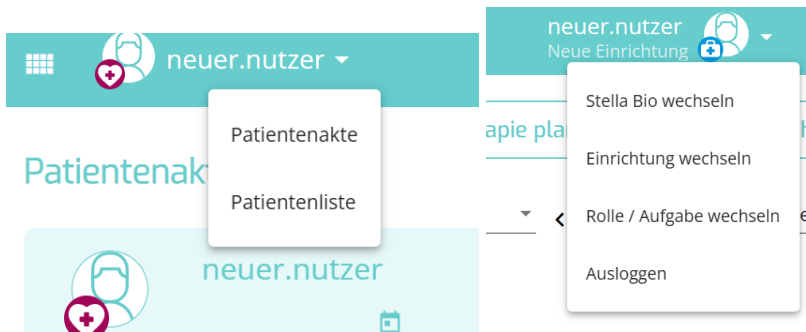 neuer.nutzer
Patientenakte
Patientenliste
Patientenak
neuer.nutzer
neuer.nutzer
Neue Einrichtung
Stella Bio wechseln
apie pla
Einrichtung wechseln
Rolle / Aufgabe wechseln
Ausloggen